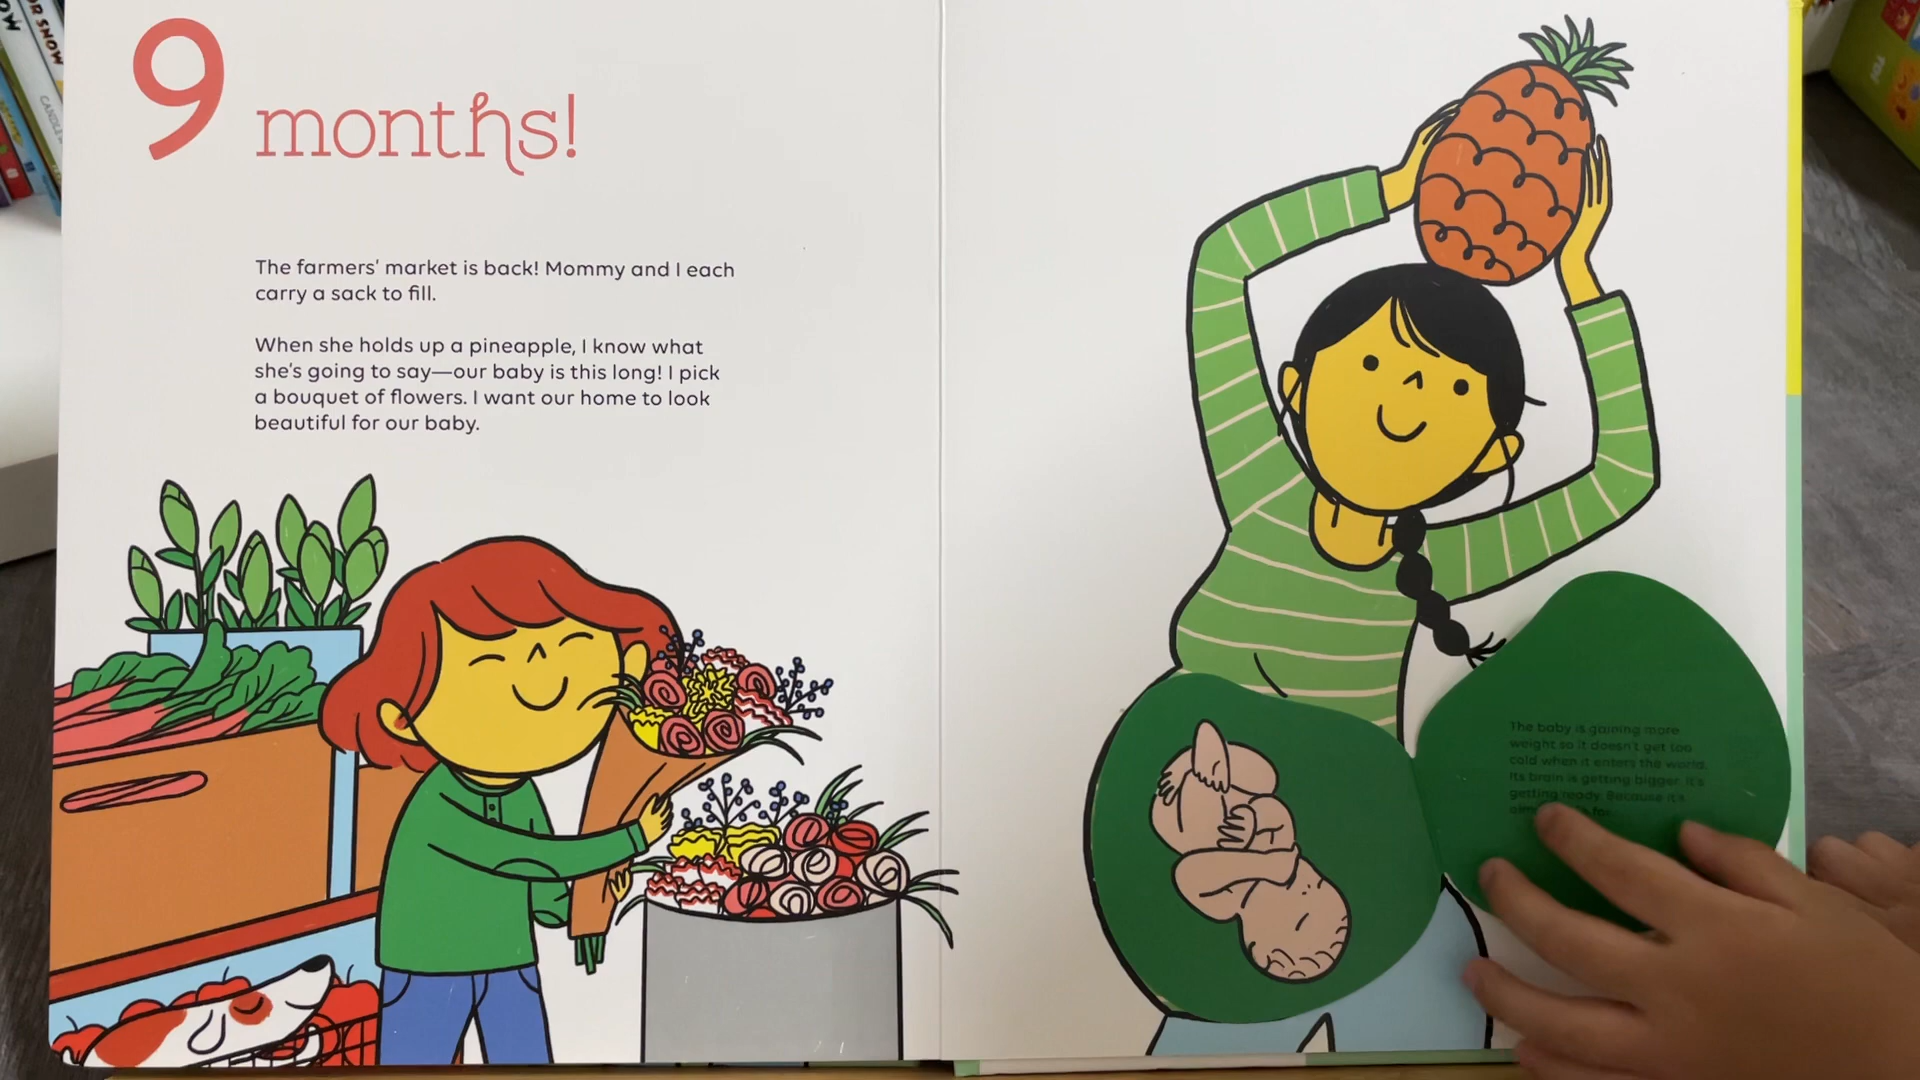 9 months!
The farmers' market is back! Mommy and I each
carry a sack to fill.
When she holds up a pineapple, I know what
she's going to say—our baby is this long! I pick
a bouquet of flowers. I want our home to look
beautiful for our baby.
The baby is gaining more
weight so it doesn't get too
cold when it enters the world.
Its brain is getting bigger. It's
getting ready. Because it's
OR SNOW